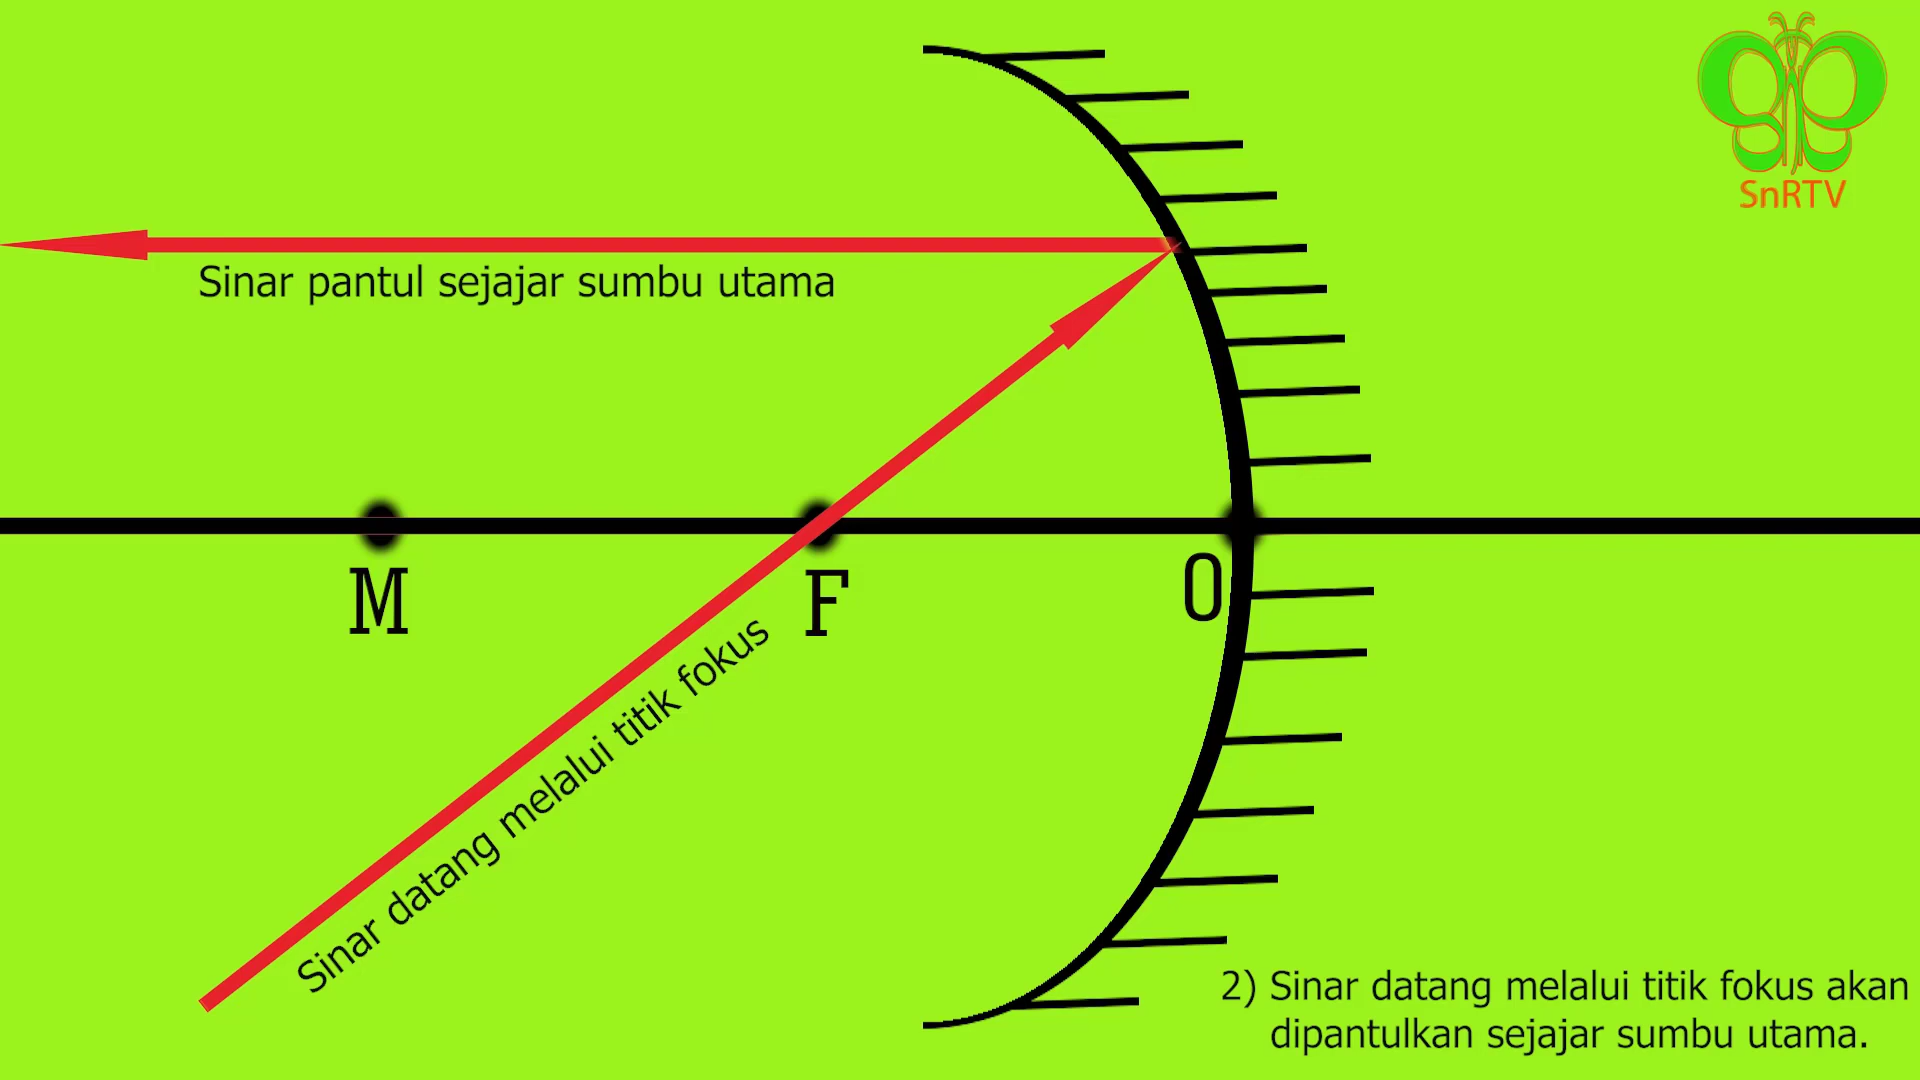 SnRTV
Sinar pantul sejajar sumbu utama
M
F
O
Sinar datang melalui titik fokus
2) Sinar datang melalui titik fokus akan
dipantulkan sejajar sumbu utama.